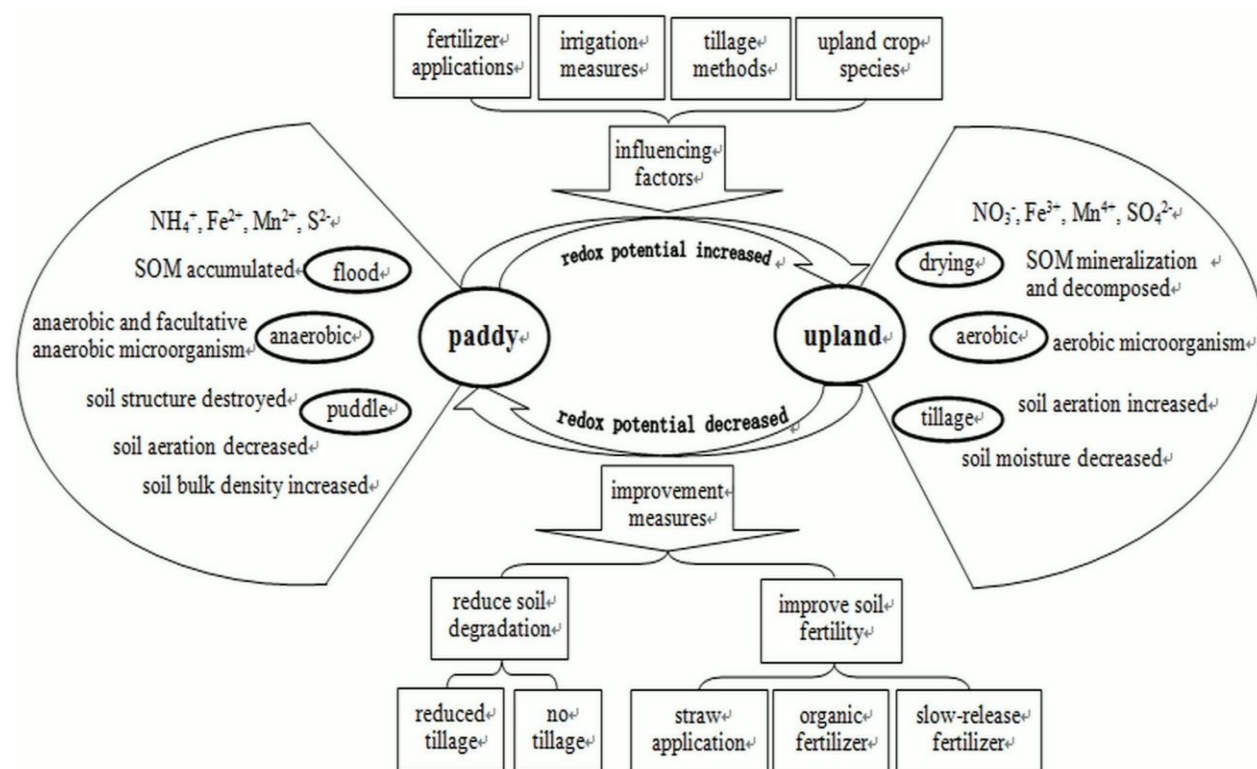 fertilizer
applications
irrigation
measures
tillage
methods
upland crop
species
influencing
factors
NH₄⁺, Fe²⁺, Mn²⁺, S²⁻
SOM accumulated
flood
anaerobic and facultative
anaerobic microorganism
anaerobic
soil structure destroyed
puddle
soil aeration decreased
soil bulk density increased
paddy
redox potential increased
redox potential decreased
upland
NO₃⁻, Fe³⁺, Mn⁴⁺, SO₄²⁻
drying
SOM mineralization
and decomposed
aerobic
aerobic microorganism
tillage
soil aeration increased
soil moisture decreased
improvement
measures
reduce soil
degradation
improve soil
fertility
reduced
tillage
no
tillage
straw
application
organic
fertilizer
slow-release
fertilizer